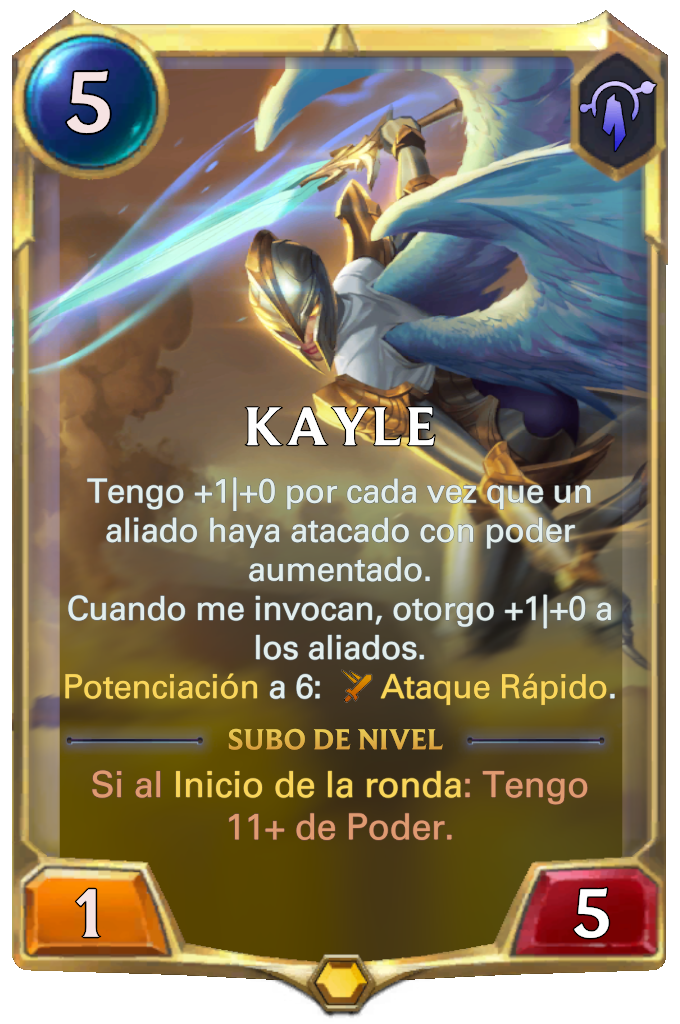 5
KAYLE
Tengo +1|+0 por cada vez que un
aliado haya atacado con poder
aumentado.
Cuando me invocan, otorgo +1|+0 a
los aliados.
Potenciación a 6: Ataque Rápido.
SUBO DE NIVEL
Si al Inicio de la ronda: Tengo
11+ de Poder.
1
5